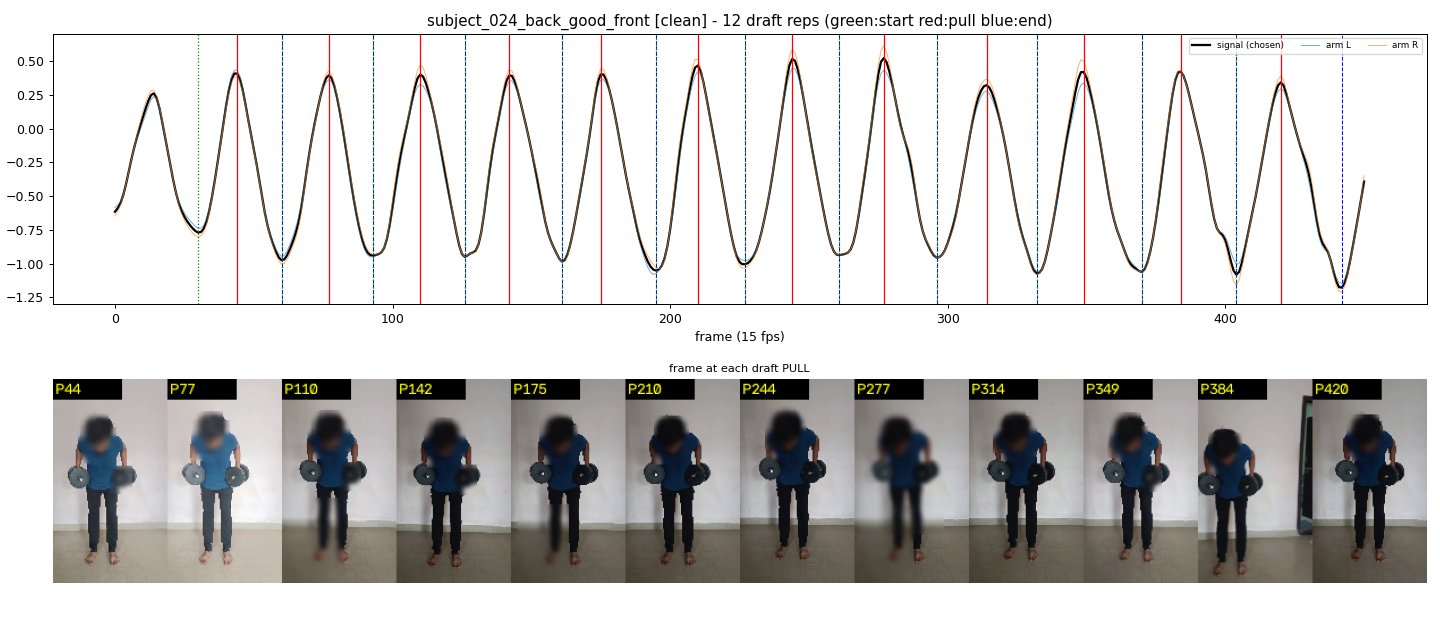 subject_024_back_good_front [clean] - 12 draft reps (green:start red:pull blue:end)
signal (chosen) arm L arm R
0.50
0.25
0.00
−0.25
−0.50
−0.75
−1.00
−1.25
0 100 200 300 400
frame (15 fps)
frame at each draft PULL
P44 P77 P110 P142 P175 P210 P244 P277 P314 P349 P384 P420